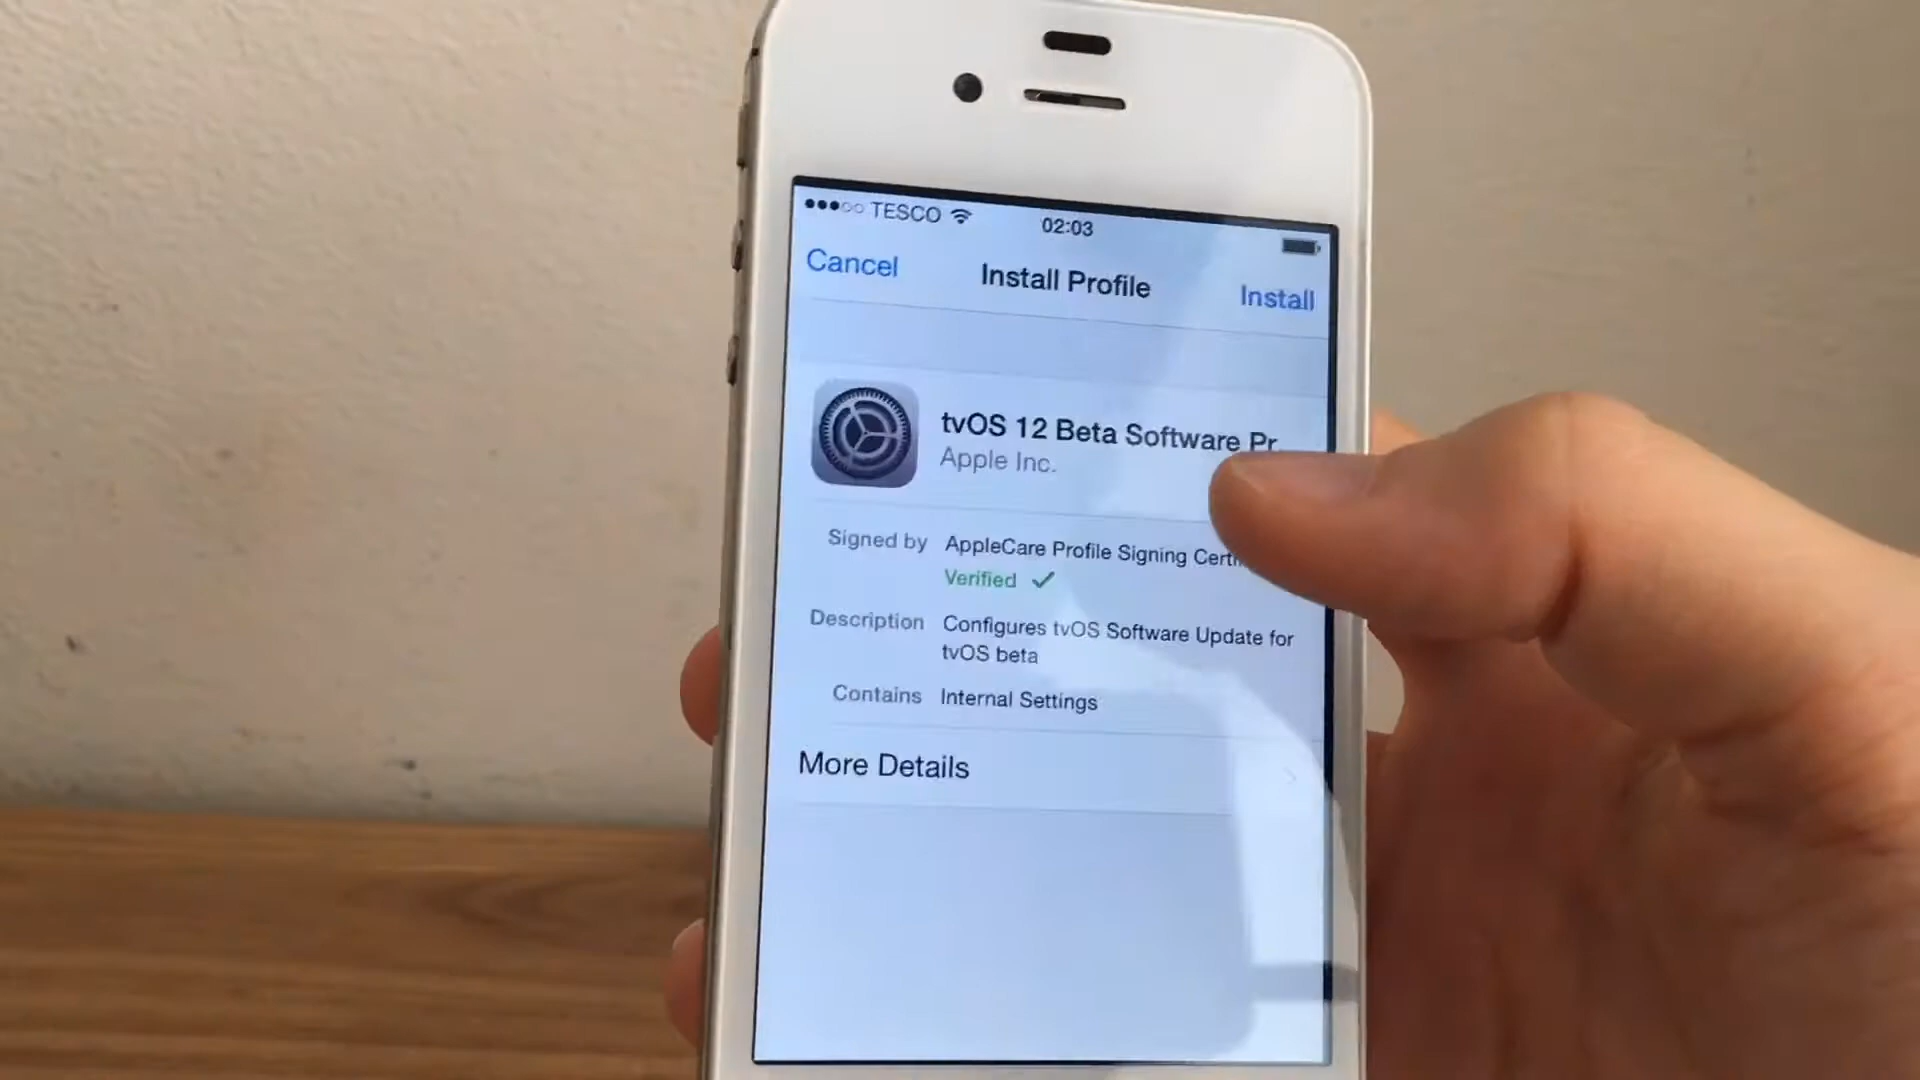 TESCO
02:03
Cancel
Install Profile
Install
tvOS 12 Beta Software Pr
Apple Inc.
Signed by
AppleCare Profile Signing Certi
Verified
Description
Configures tvOS Software Update for
tvOS beta
Contains
Internal Settings
More Details